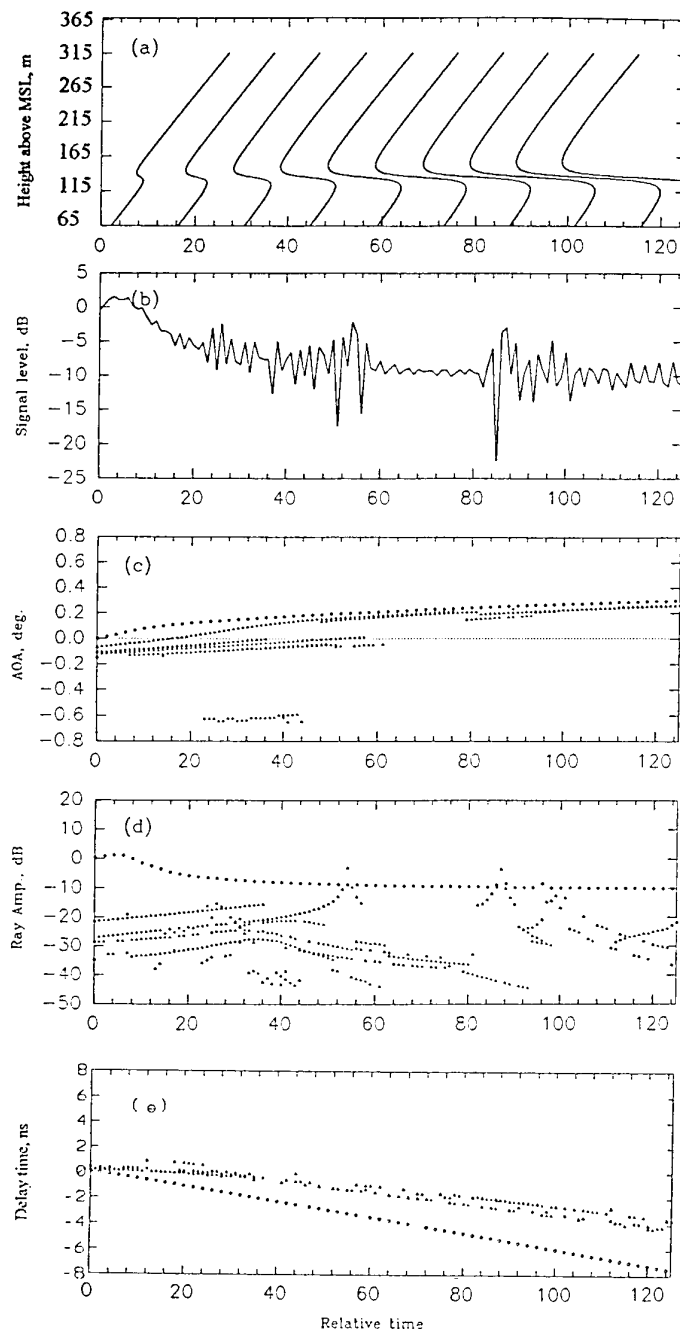 365
315
265
215
165
115
65
Height above MSL, m
(a)
0 20 40 60 80 100 120
5
0
-5
-10
-15
-20
-25
Signal level, dB
(b)
0 20 40 60 80 100 120
0.8
0.6
0.4
0.2
0.0
-0.2
-0.4
-0.6
-0.8
AOA, deg.
(c)
0 20 40 60 80 100 120
20
10
0
-10
-20
-30
-40
-50
Ray Amp., dB
(d)
0 20 40 60 80 100 120
8
6
4
2
0
-2
-4
-6
-8
Delay time, ns
(e)
0 20 40 60 80 100 120
Relative time